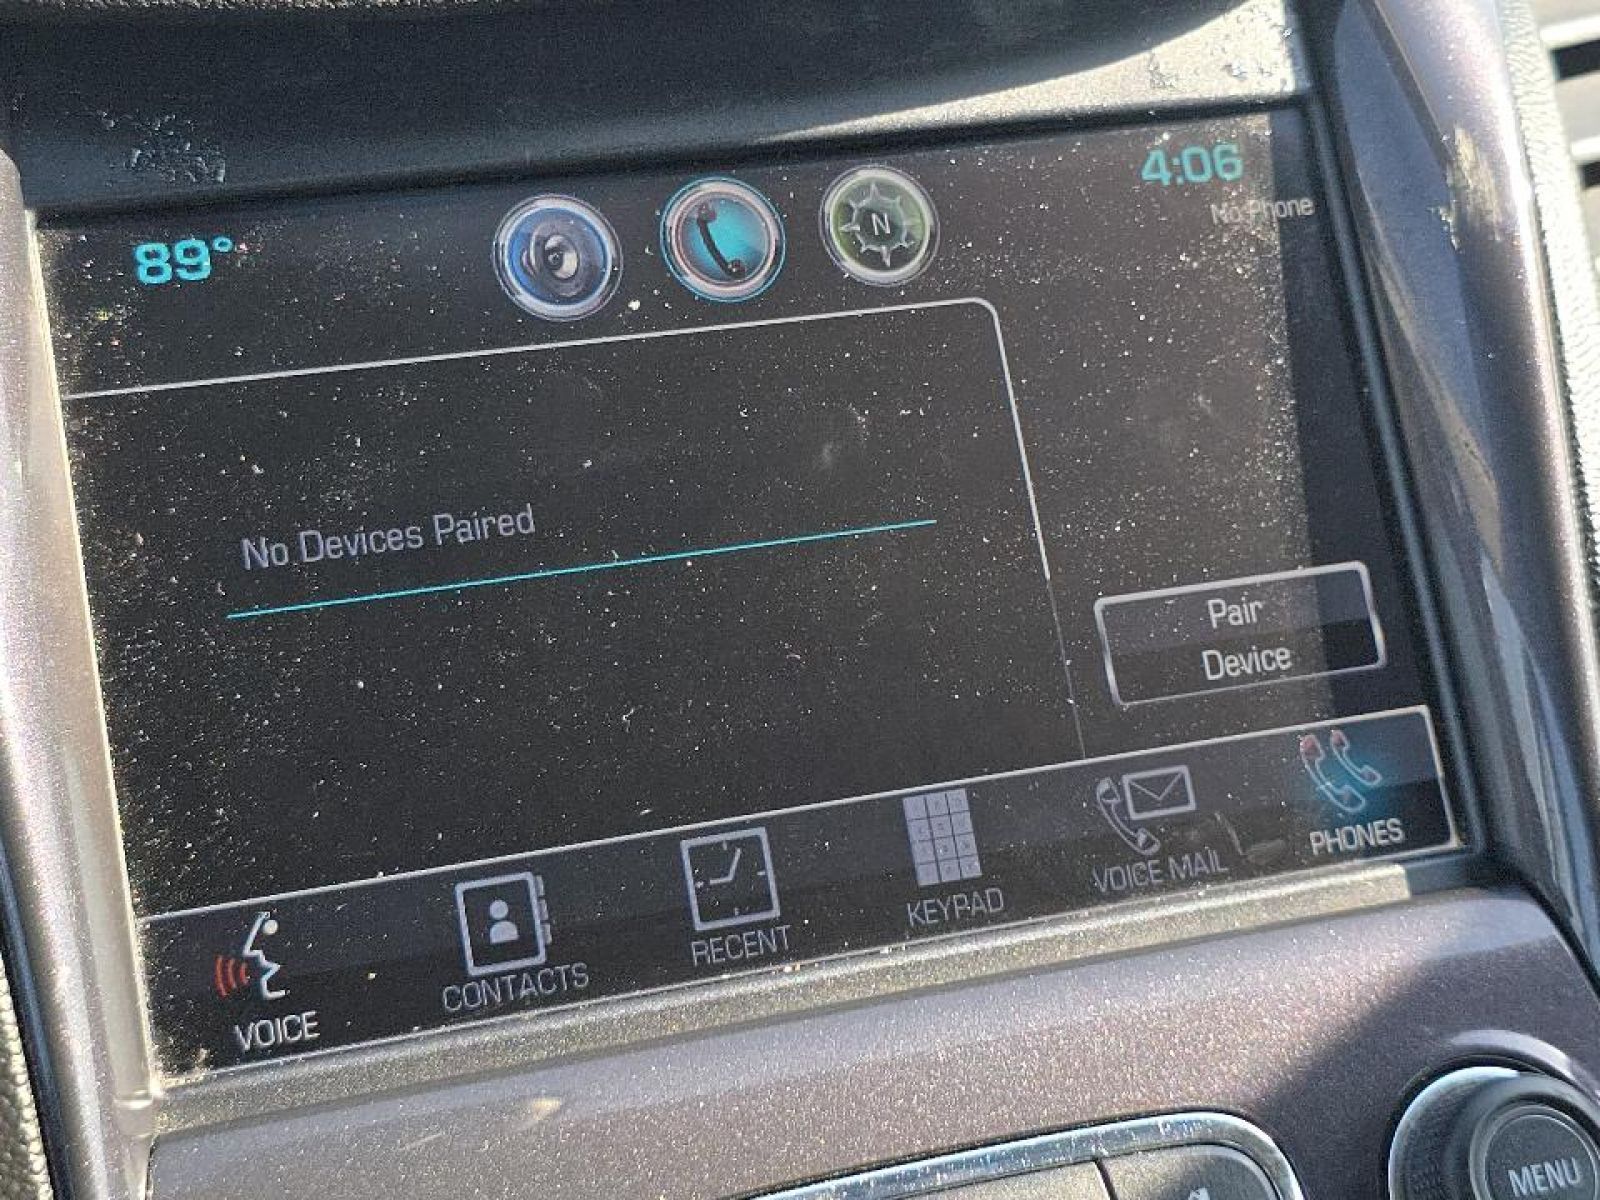 89°
N
4:06
No Phone
No Devices Paired
Pair
Device
VOICE
CONTACTS
RECENT
KEYPAD
VOICE MAIL
PHONES
MENU